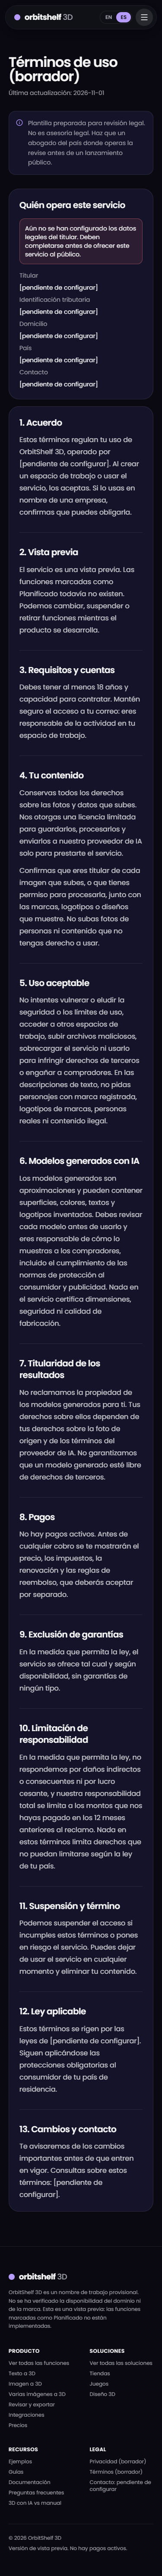 orbitshelf 3D
EN ES
Términos de uso
(borrador)
Última actualización: 2026-11-01
Plantilla preparada para revisión legal.
No es asesoría legal. Haz que un
abogado del país donde operas la
revise antes de un lanzamiento
público.
Quién opera este servicio
Aún no se han configurado los datos
legales del titular. Deben
completarse antes de ofrecer este
servicio al público.
Titular
[pendiente de configurar]
Identificación tributaria
[pendiente de configurar]
Domicilio
[pendiente de configurar]
País
[pendiente de configurar]
Contacto
[pendiente de configurar]
1. Acuerdo
Estos términos regulan tu uso de
OrbitShelf 3D, operado por
[pendiente de configurar]. Al crear
un espacio de trabajo o usar el
servicio, los aceptas. Si lo usas en
nombre de una empresa,
confirmas que puedes obligarla.
2. Vista previa
El servicio es una vista previa. Las
funciones marcadas como
Planificado todavía no existen.
Podemos cambiar, suspender o
retirar funciones mientras el
producto se desarrolla.
3. Requisitos y cuentas
Debes tener al menos 18 años y
capacidad para contratar. Mantén
seguro el acceso a tu correo: eres
responsable de la actividad en tu
espacio de trabajo.
4. Tu contenido
Conservas todos los derechos
sobre las fotos y datos que subes.
Nos otorgas una licencia limitada
para guardarlos, procesarlos y
enviarlos a nuestro proveedor de IA
solo para prestarte el servicio.
Confirmas que eres titular de cada
imagen que subes, o que tienes
permiso para procesarla, junto con
las marcas, logotipos o diseños
que muestre. No subas fotos de
personas ni contenido que no
tengas derecho a usar.
5. Uso aceptable
No intentes vulnerar o eludir la
seguridad o los límites de uso,
acceder a otros espacios de
trabajo, subir archivos maliciosos,
sobrecargar el servicio ni usarlo
para infringir derechos de terceros
o engañar a compradores. En las
descripciones de texto, no pidas
personajes con marca registrada,
logotipos de marcas, personas
reales ni contenido ilegal.
6. Modelos generados con IA
Los modelos generados son
aproximaciones y pueden contener
superficies, colores, textos y
logotipos inventados. Debes revisar
cada modelo antes de usarlo y
eres responsable de cómo lo
muestras a los compradores,
incluido el cumplimiento de las
normas de protección al
consumidor y publicidad. Nada en
el servicio certifica dimensiones,
seguridad ni calidad de
fabricación.
7. Titularidad de los
resultados
No reclamamos la propiedad de
los modelos generados para ti. Tus
derechos sobre ellos dependen de
tus derechos sobre la foto de
origen y de los términos del
proveedor de IA. No garantizamos
que un modelo generado esté libre
de derechos de terceros.
8. Pagos
No hay pagos activos. Antes de
cualquier cobro se te mostrarán el
precio, los impuestos, la
renovación y las reglas de
reembolso, que deberás aceptar
por separado.
9. Exclusión de garantías
En la medida que permita la ley, el
servicio se ofrece tal cual y según
disponibilidad, sin garantías de
ningún tipo.
10. Limitación de
responsabilidad
En la medida que permita la ley, no
respondemos por daños indirectos
o consecuentes ni por lucro
cesante, y nuestra responsabilidad
total se limita a los montos que nos
hayas pagado en los 12 meses
anteriores al reclamo. Nada en
estos términos limita derechos que
no puedan limitarse según la ley
de tu país.
11. Suspensión y término
Podemos suspender el acceso si
incumples estos términos o pones
en riesgo el servicio. Puedes dejar
de usar el servicio en cualquier
momento y eliminar tu contenido.
12. Ley aplicable
Estos términos se rigen por las
leyes de [pendiente de configurar].
Siguen aplicándose las
protecciones obligatorias al
consumidor de tu país de
residencia.
13. Cambios y contacto
Te avisaremos de los cambios
importantes antes de que entren
en vigor. Consultas sobre estos
términos: [pendiente de
configurar].
orbitshelf 3D
OrbitShelf 3D es un nombre de trabajo provisional.
No se ha verificado la disponibilidad del dominio ni
de la marca. Esta es una vista previa: las funciones
marcadas como Planificado no están
implementadas.
PRODUCTO
Ver todas las funciones
Texto a 3D
Imagen a 3D
Varias imágenes a 3D
Revisar y exportar
Integraciones
Precios
SOLUCIONES
Ver todas las soluciones
Tiendas
Juegos
Diseño 3D
RECURSOS
Ejemplos
Guías
Documentación
Preguntas frecuentes
3D con IA vs manual
LEGAL
Privacidad (borrador)
Términos (borrador)
Contacto: pendiente de
configurar
© 2026 OrbitShelf 3D
Versión de vista previa. No hay pagos activos.